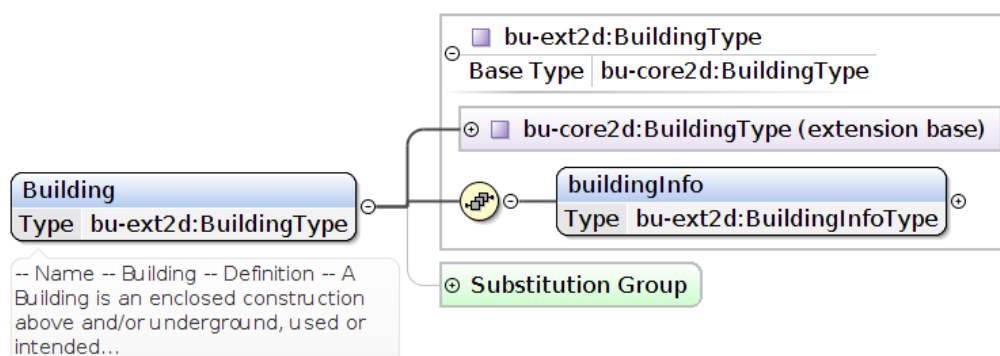 bu-ext2d:BuildingType
Base Type bu-core2d:BuildingType
bu-core2d:BuildingType (extension base)
Building
Type bu-ext2d:BuildingType
buildingInfo
Type bu-ext2d:BuildingInfoType
-- Name -- Building -- Definition -- A
Building is an enclosed construction
above and/or underground, used or
intended...
Substitution Group